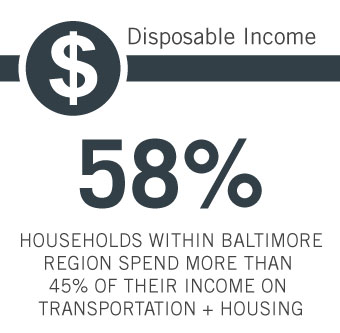 $
Disposable Income
58%
HOUSEHOLDS WITHIN BALTIMORE
REGION SPEND MORE THAN
45% OF THEIR INCOME ON
TRANSPORTATION + HOUSING